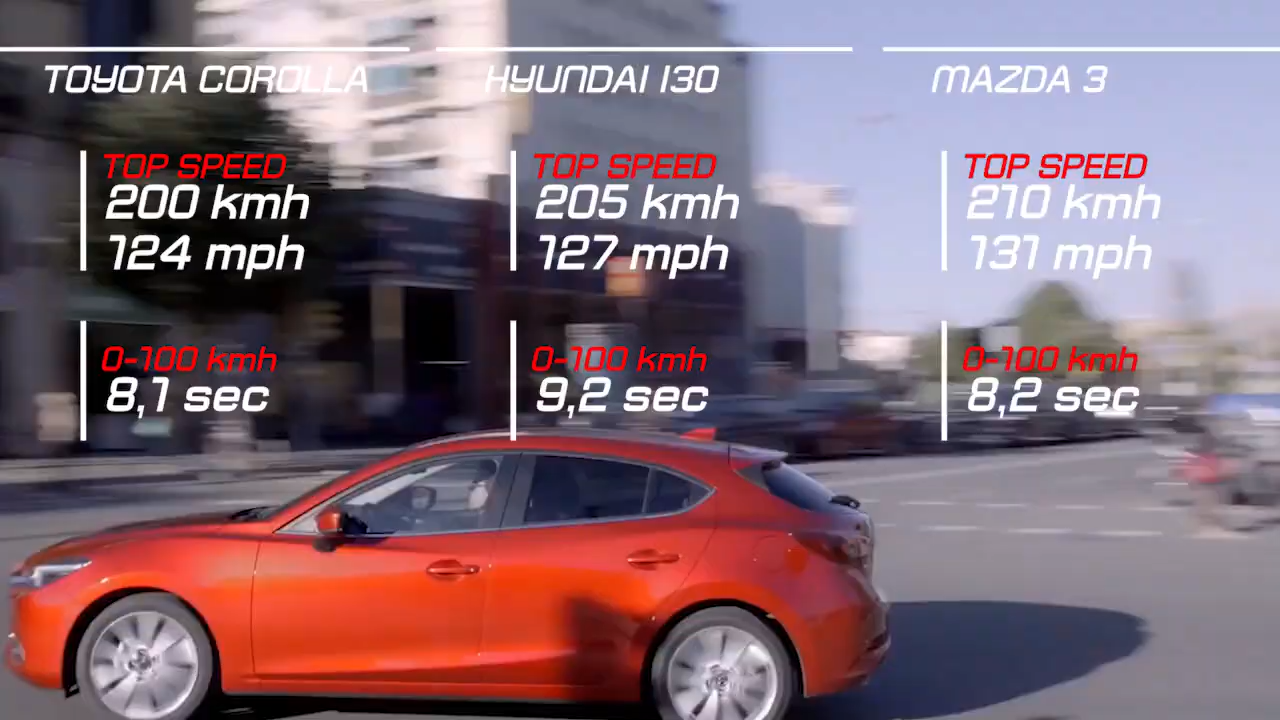 TOYOTA COROLLA
TOP SPEED
200 kmh
124 mph
0-100 kmh
8,1 sec
HYUNDAI I30
TOP SPEED
205 kmh
127 mph
0-100 kmh
9,2 sec
MAZDA 3
TOP SPEED
210 kmh
131 mph
0-100 kmh
8,2 sec